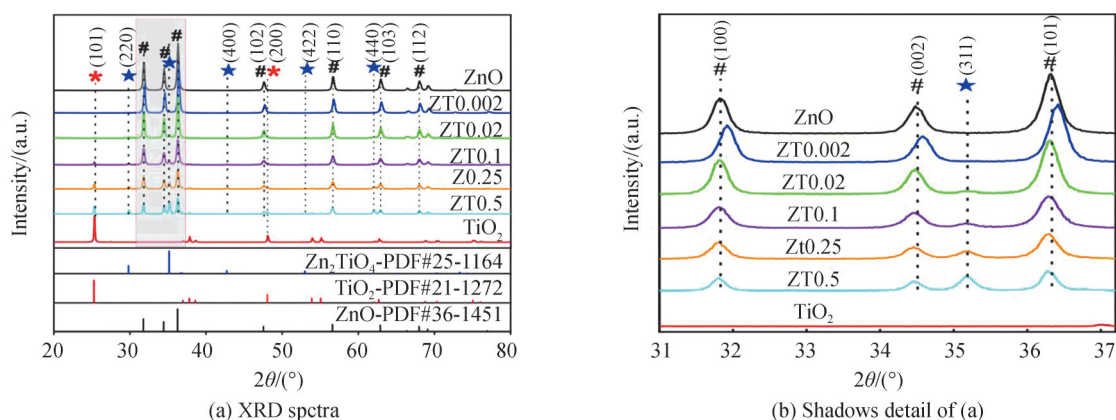 (101)
(220)
#
#
#
(400)
(102)
#
(200)
(422)
(110)
#
(440)
(103)
#
(112)
#
ZnO
ZT0.002
ZT0.02
ZT0.1
Z0.25
ZT0.5
TiO₂
Zn₂TiO₄-PDF#25-1164
TiO₂-PDF#21-1272
ZnO-PDF#36-1451
Intensity/(a.u.)
20 30 40 50 60 70 80
2θ/(°)
(a) XRD spctra
#(100)
#(002)
(311)
#(101)
ZnO
ZT0.002
ZT0.02
ZT0.1
Zt0.25
ZT0.5
TiO₂
Intensity/(a.u.)
31 32 33 34 35 36 37
2θ/(°)
(b) Shadows detail of (a)